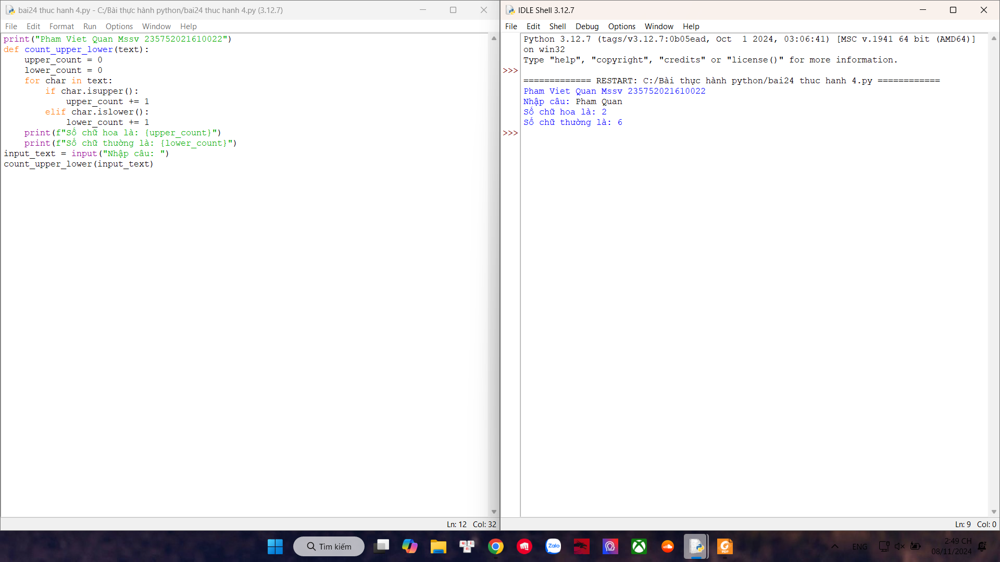 bai24 thuc hanh 4.py - C:/Bài thực hành python/bai24 thuc hanh 4.py (3.12.7)
File Edit Format Run Options Window Help
print("Pham Viet Quan Mssv 235752021610022")
def count_upper_lower(text):
    upper_count = 0
    lower_count = 0
    for char in text:
        if char.isupper():
            upper_count += 1
        elif char.islower():
            lower_count += 1
    print(f"Số chữ hoa là: {upper_count}")
    print(f"Số chữ thường là: {lower_count}")
input_text = input("Nhập câu: ")
count_upper_lower(input_text)
Ln: 12 Col: 32
IDLE Shell 3.12.7
File Edit Shell Debug Options Window Help
Python 3.12.7 (tags/v3.12.7:0b05ead, Oct  1 2024, 03:06:41) [MSC v.1941 64 bit (AMD64)]
on win32
Type "help", "copyright", "credits" or "license()" for more information.
>>>
============= RESTART: C:/Bài thực hành python/bai24 thuc hanh 4.py ============
Pham Viet Quan Mssv 235752021610022
Nhập câu: Pham Quan
Số chữ hoa là: 2
Số chữ thường là: 6
>>>
Ln: 9 Col: 0
Tìm kiếm
Zalo
PDF
ENG
2:49 CH
08/11/2024